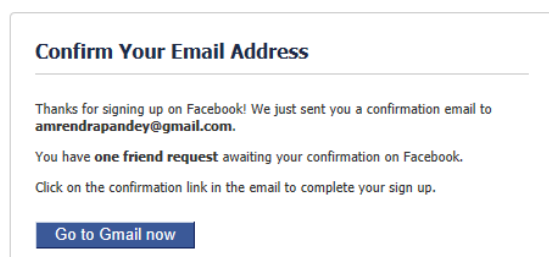 Confirm Your Email Address
Thanks for signing up on Facebook! We just sent you a confirmation email to
amrendrapandey@gmail.com.
You have one friend request awaiting your confirmation on Facebook.
Click on the confirmation link in the email to complete your sign up.
Go to Gmail now